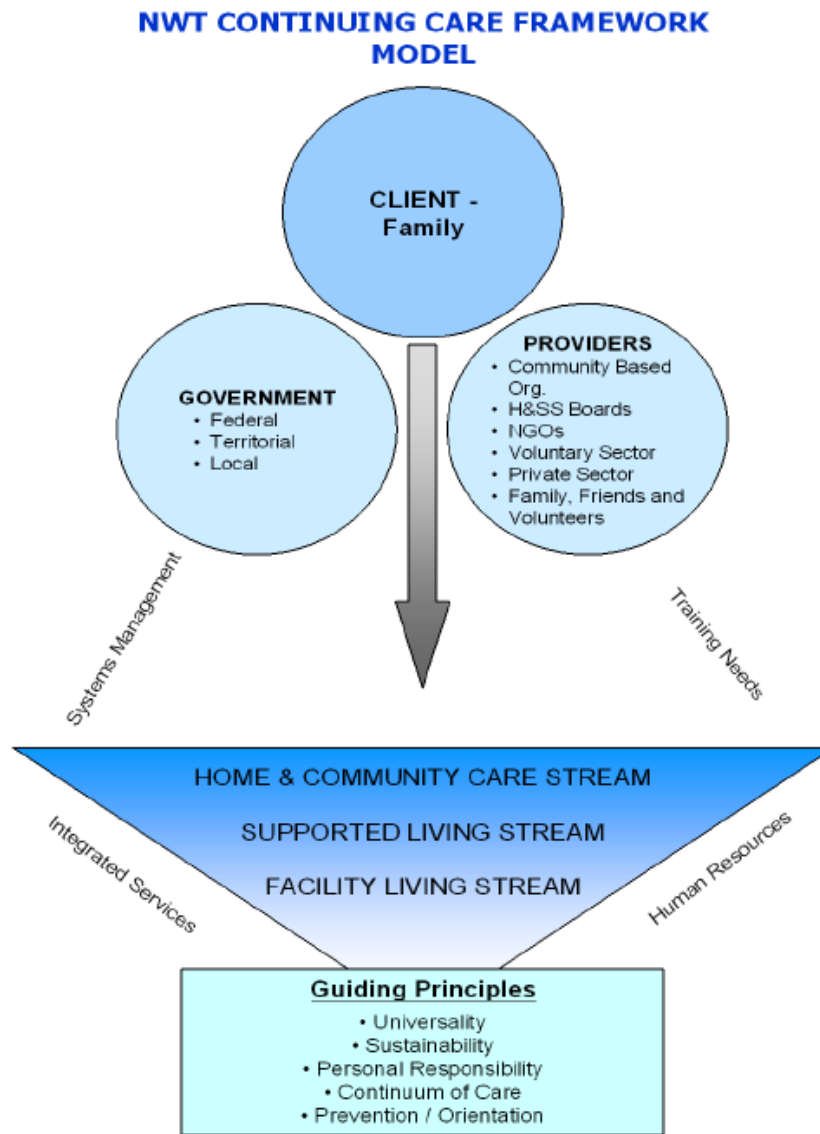 NWT CONTINUING CARE FRAMEWORK
MODEL
CLIENT -
Family
GOVERNMENT
• Federal
• Territorial
• Local
PROVIDERS
• Community Based
Org.
• H&SS Boards
• NGOs
• Voluntary Sector
• Private Sector
• Family, Friends and
Volunteers
Systems Management
Training Needs
HOME & COMMUNITY CARE STREAM
SUPPORTED LIVING STREAM
FACILITY LIVING STREAM
Integrated Services
Human Resources
Guiding Principles
• Universality
• Sustainability
• Personal Responsibility
• Continuum of Care
• Prevention / Orientation